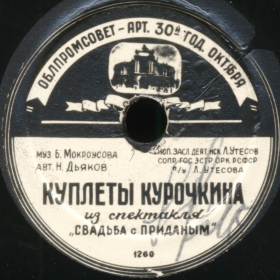 ОБЛПРОМСОВЕТ - АРТ. 30Й ГОД. ОКТЯБРЯ
МУЗ. Б. МОКРОУСОВА
АВТ. Н. ДЬЯКОВ
ИСП. ЗАСЛ. ДЕЯТ. ИСК. Л. УТЕСОВ
СОПР. ГОС. ЭСТР. ОРК. РСФСР
П/У Л. УТЕСОВА
КУПЛЕТЫ КУРОЧКИНА
из спектакля
„СВАДЬБА с ПРИДАНЫМ"
1260